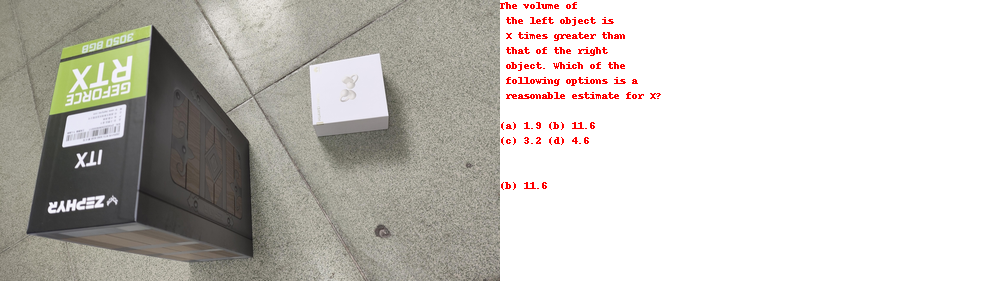 3050 8GB
RTX
GEFORCE
ITX
ZEPHYR
The volume of
the left object is
X times greater than
that of the right
object. Which of the
following options is a
reasonable estimate for X?
(a) 1.9 (b) 11.6
(c) 3.2 (d) 4.6
(b) 11.6